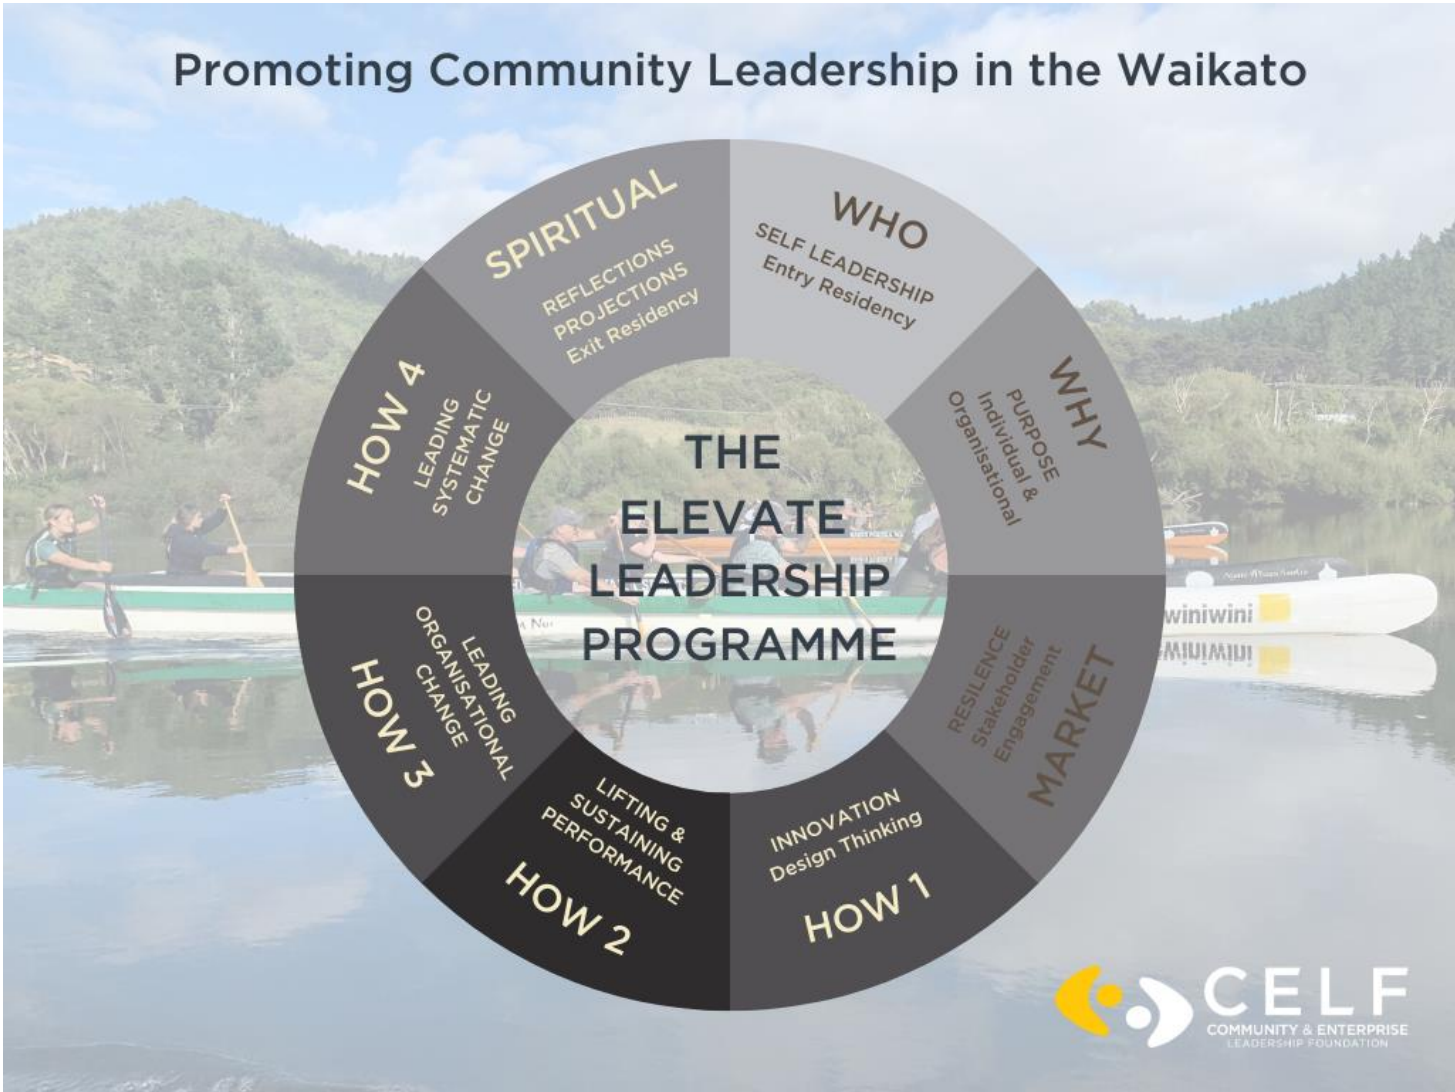 Promoting Community Leadership in the Waikato
WHO
SELF LEADERSHIP
Entry Residency
WHY
PURPOSE
Individual &
Organisational
MARKET
RESILENCE
Stakeholder
Engagement
HOW 1
INNOVATION
Design Thinking
HOW 2
LIFTING &
SUSTAINING
PERFORMANCE
HOW 3
LEADING
ORGANISATIONAL
CHANGE
HOW 4
LEADING
SYSTEMATIC
CHANGE
SPIRITUAL
REFLECTIONS
PROJECTIONS
Exit Residency
THE
ELEVATE
LEADERSHIP
PROGRAMME
winiwini
CELF
COMMUNITY & ENTERPRISE
LEADERSHIP FOUNDATION